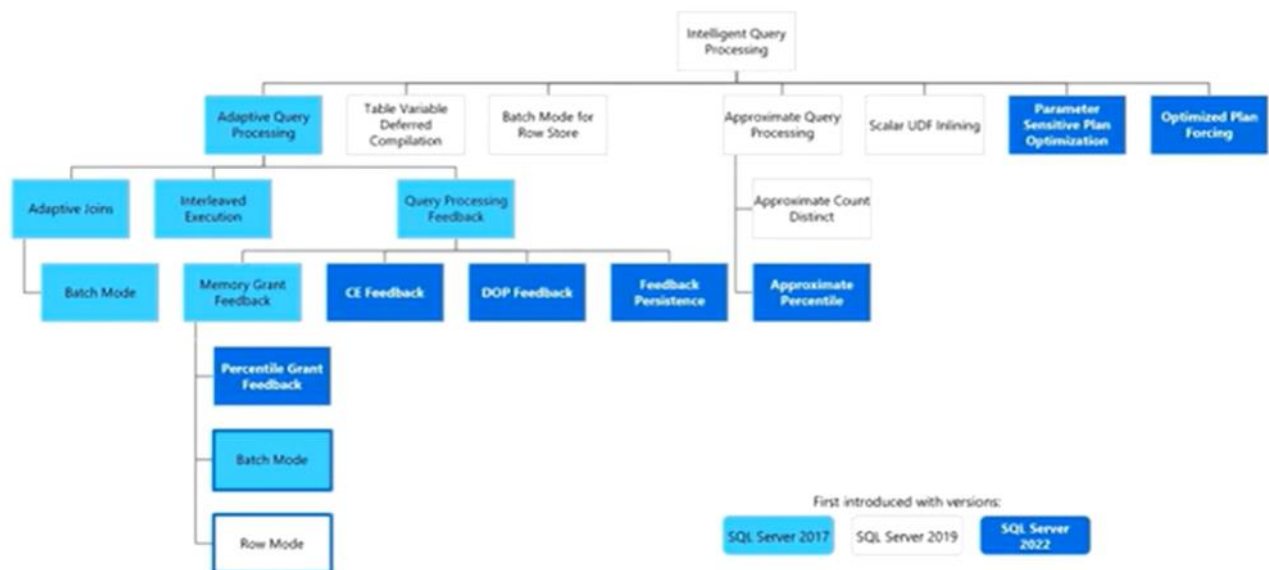 Intelligent Query
Processing
Adaptive Query
Processing
Table Variable
Deferred
Compilation
Batch Mode for
Row Store
Approximate Query
Processing
Scalar UDF Inlining
Parameter
Sensitive Plan
Optimization
Optimized Plan
Forcing
Adaptive Joins
Interleaved
Execution
Query Processing
Feedback
Approximate Count
Distinct
Batch Mode
Memory Grant
Feedback
CE Feedback
DOP Feedback
Feedback
Persistence
Approximate
Percentile
Percentile Grant
Feedback
Batch Mode
Row Mode
First introduced with versions:
SQL Server 2017
SQL Server 2019
SQL Server
2022